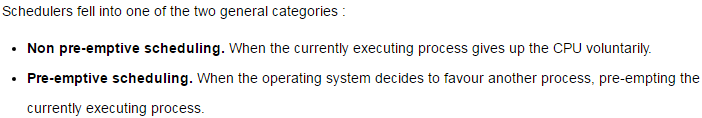 Schedulers fell into one of the two general categories :
• Non pre-emptive scheduling. When the currently executing process gives up the CPU voluntarily.
• Pre-emptive scheduling. When the operating system decides to favour another process, pre-empting the
currently executing process.